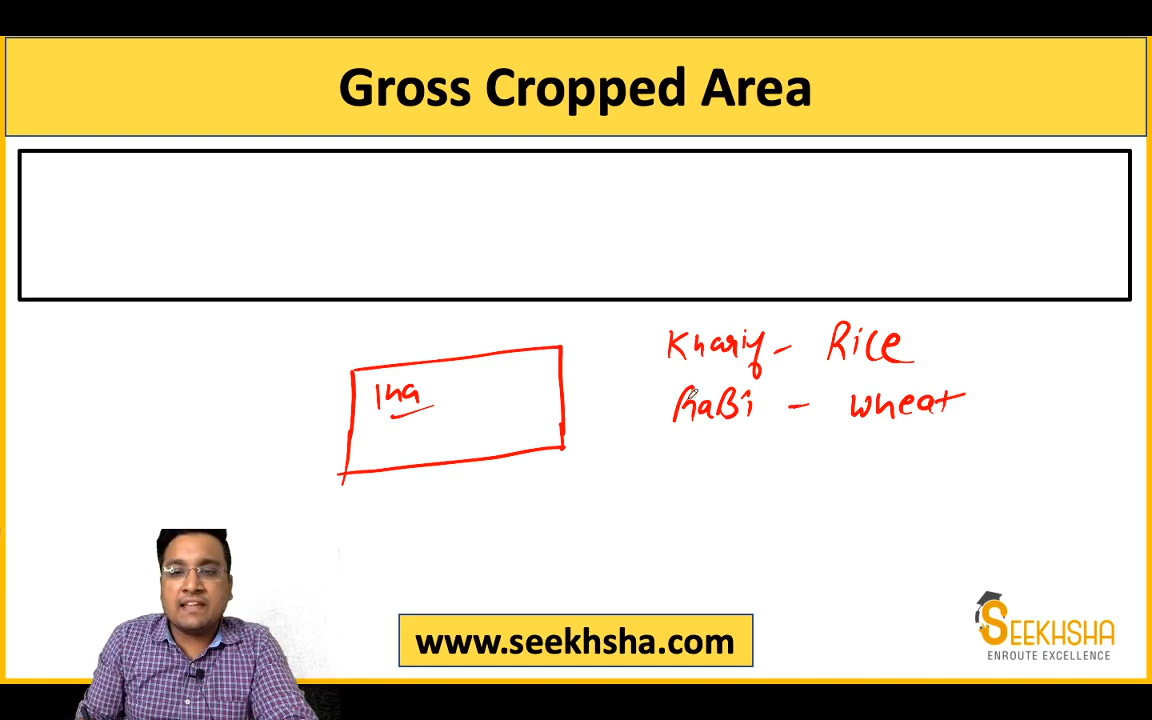 Gross Cropped Area
Kharif - Rice
1ha
RaBi - wheat
www.seekhsha.com
SEEKHSHA
ENROUTE EXCELLENCE